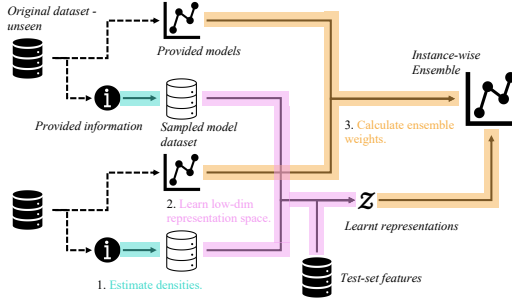 Original dataset -
unseen
Provided models
Instance-wise
Ensemble
Provided information
Sampled model
dataset
3. Calculate ensemble
weights.
2. Learn low-dim
representation space.
z
Learnt representations
1. Estimate densities.
Test-set features